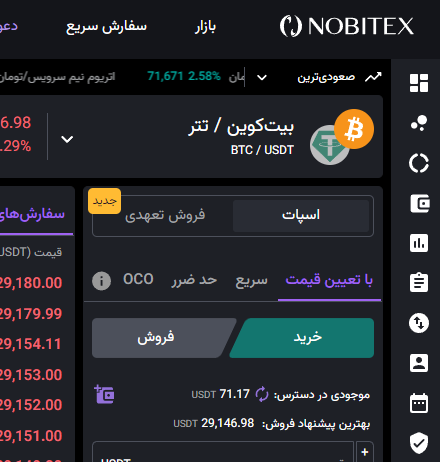 NOBITEX
بازار
سفارش سریع
صعودی‌ترین
71,671 2.58%
اتریوم نیم سرویس/تومان
بیت‌کوین / تتر
BTC / USDT
6.98
.29%
جدید
اسپات
فروش تعهدی
با تعیین قیمت
سریع
حد ضرر
OCO
خرید
فروش
موجودی در دسترس: 71.17 USDT
بهترین پیشنهاد فروش: 29,146.98 USDT
سفارش‌های
قیمت (USDT
29,180.00
29,179.99
29,154.11
29,153.00
29,152.00
29,151.00